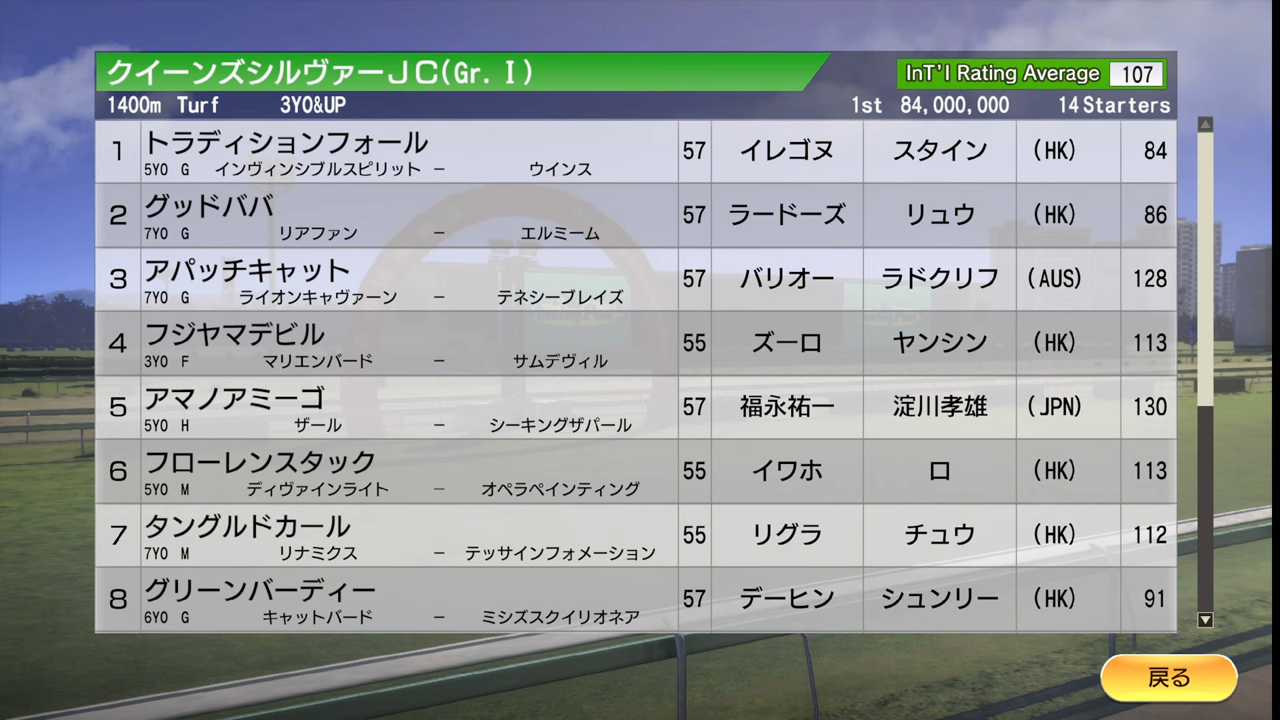 クイーンズシルヴァーJC(Gr.Ⅰ)
InT'l Rating Average 107
1400m Turf 3YO&UP 1st 84,000,000 14Starters
1 トラディションフォール 57 イレゴヌ スタイン (HK) 84
5YO G インヴィンシブルスピリット － ウインス
2 グッドババ 57 ラードーズ リュウ (HK) 86
7YO G リアファン － エルミーム
3 アパッチキャット 57 バリオー ラドクリフ (AUS) 128
7YO G ライオンキャヴァーン － テネシーブレイズ
4 フジヤマデビル 55 ズーロ ヤンシン (HK) 113
3YO F マリエンバード － サムデヴィル
5 アマノアミーゴ 57 福永祐一 淀川孝雄 (JPN) 130
5YO H ザール － シーキングザパール
6 フローレンスタック 55 イワホ ロ (HK) 113
5YO M ディヴァインライト － オペラペインティング
7 タングルドカール 55 リグラ チュウ (HK) 112
7YO M リナミクス － テッサインフォメーション
8 グリーンバーディー 57 デーヒン シュンリー (HK) 91
6YO G キャットバード － ミシズスクイリオネア
戻る